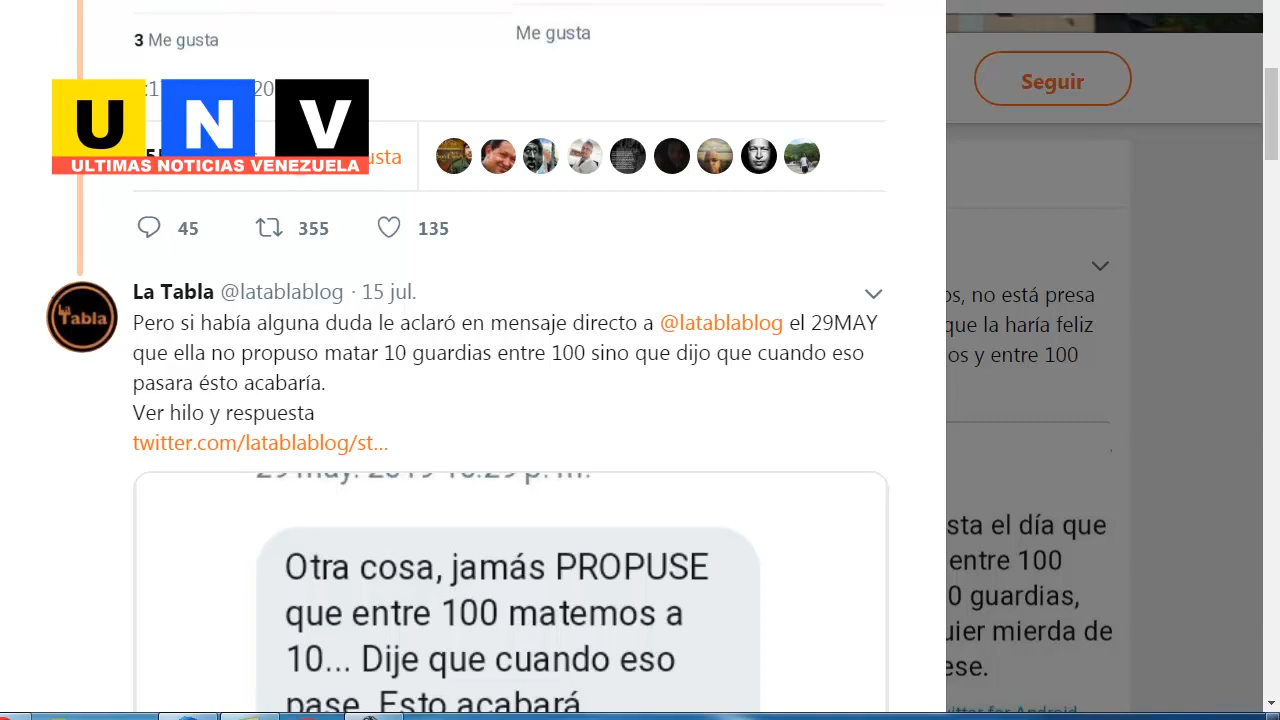 3 Me gusta
Me gusta
Seguir
U N V
ULTIMAS NOTICIAS VENEZUELA
usta
45 355 135
La Tabla @latablablog · 15 jul.
Pero si había alguna duda le aclaró en mensaje directo a @latablablog el 29MAY
que ella no propuso matar 10 guardias entre 100 sino que dijo que cuando eso
pasara ésto acabaría.
Ver hilo y respuesta
twitter.com/latablablog/st...
Otra cosa, jamás PROPUSE
que entre 100 matemos a
10... Dije que cuando eso
pase. Esto acabará
os, no está presa
que la haría feliz
os y entre 100
sta el día que
entre 100
0 guardias,
uier mierda de
ese.